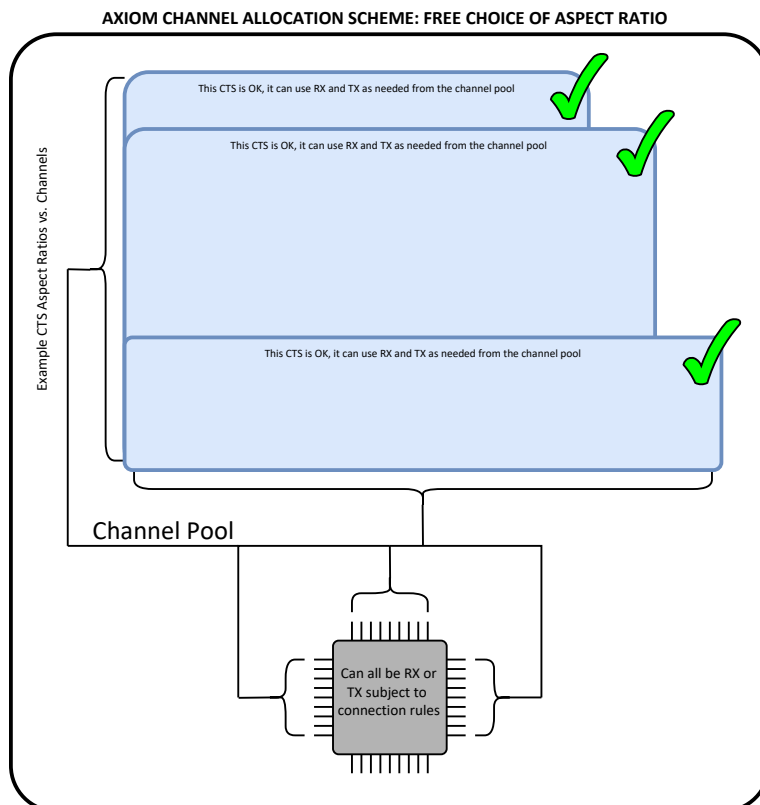 AXIOM CHANNEL ALLOCATION SCHEME: FREE CHOICE OF ASPECT RATIO
This CTS is OK, it can use RX and TX as needed from the channel pool
This CTS is OK, it can use RX and TX as needed from the channel pool
Example CTS Aspect Ratios vs. Channels
This CTS is OK, it can use RX and TX as needed from the channel pool
Channel Pool
Can all be RX or
TX subject to
connection rules